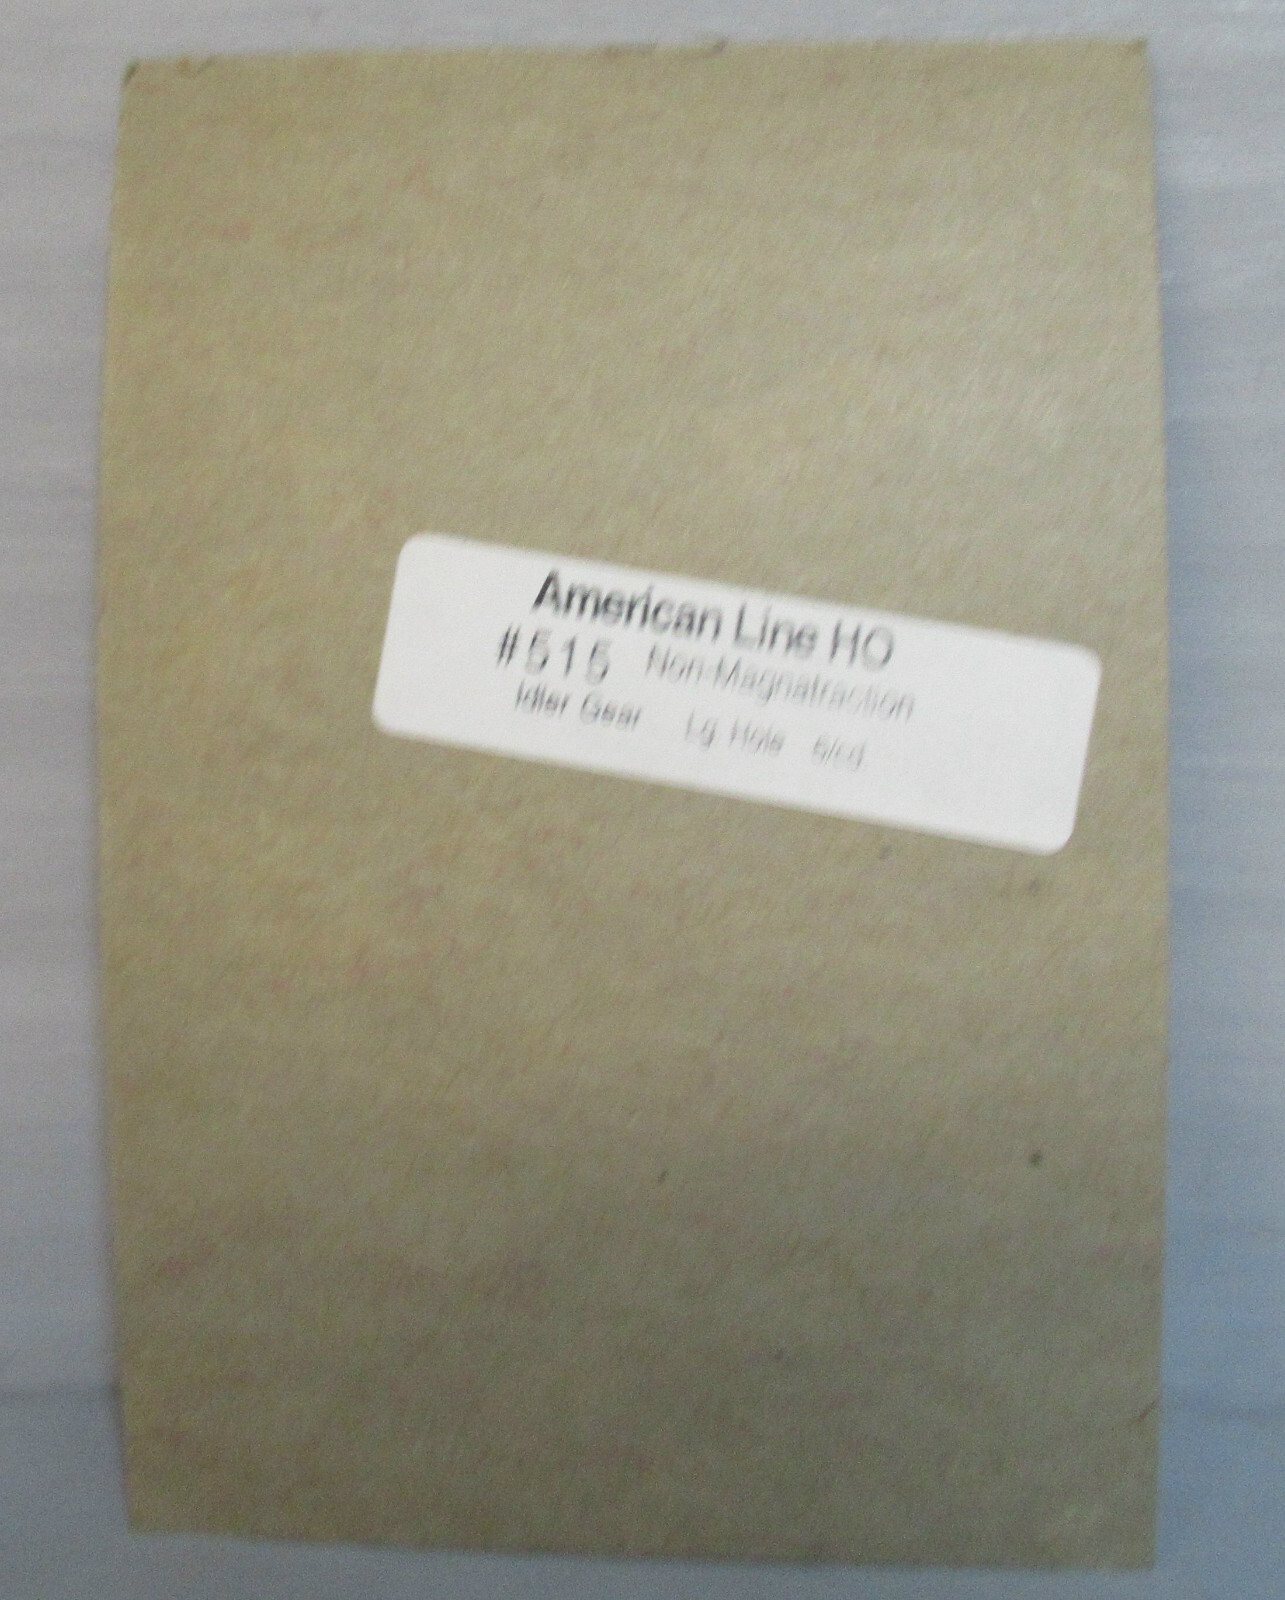 American Line HO
#515 Non-Magnatraction
Idler Gear Lg. Hole 6/cd.